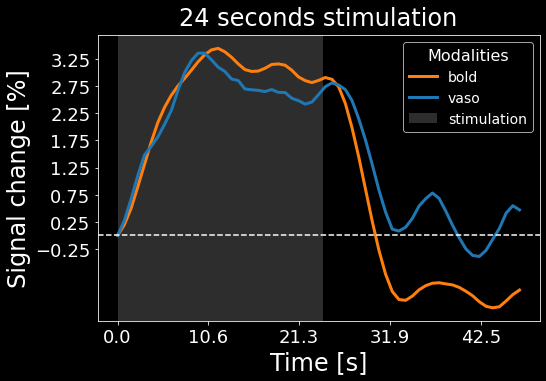 24 seconds stimulation
Signal change [%]
3.25
2.75
2.25
1.75
1.25
0.75
0.25
−0.25
Modalities
bold
vaso
stimulation
0.0 10.6 21.3 31.9 42.5
Time [s]